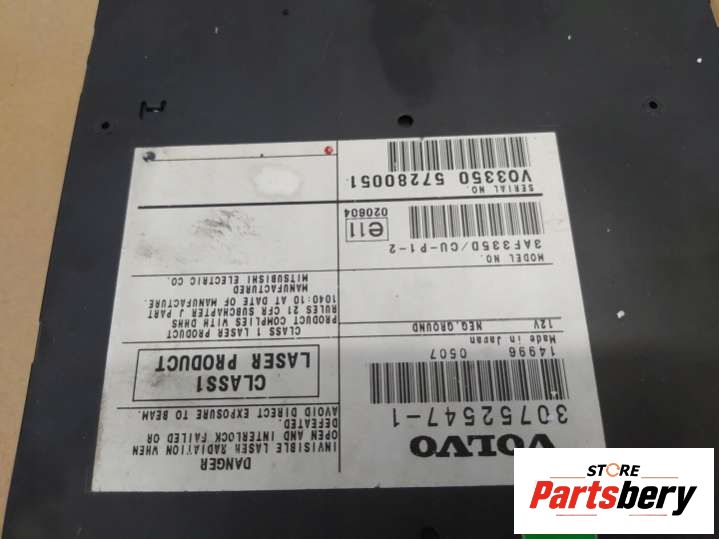 VOLVO
30752547-1
14996 0507
Made in Japan
12V NEG.GROUND
MODEL NO.
3AF335D/CU-P1-2
e11
020804
SERIAL NO.
VO3350 57280051
DANGER
INVISIBLE LASER RADIATION WHEN
OPEN AND INTERLOCK FAILED OR
DEFEATED.
AVOID DIRECT EXPOSURE TO BEAM.
CLASS1
LASER PRODUCT
CLASS 1 LASER PRODUCT
PRODUCT COMPLIES WITH DHHS
RULES 21 CFR SUBCHAPTER J PART
1040:10 AT DATE OF MANUFACTURE.
MANUFACTURED
MITSUBISHI ELECTRIC CO.
STORE
Partsbery